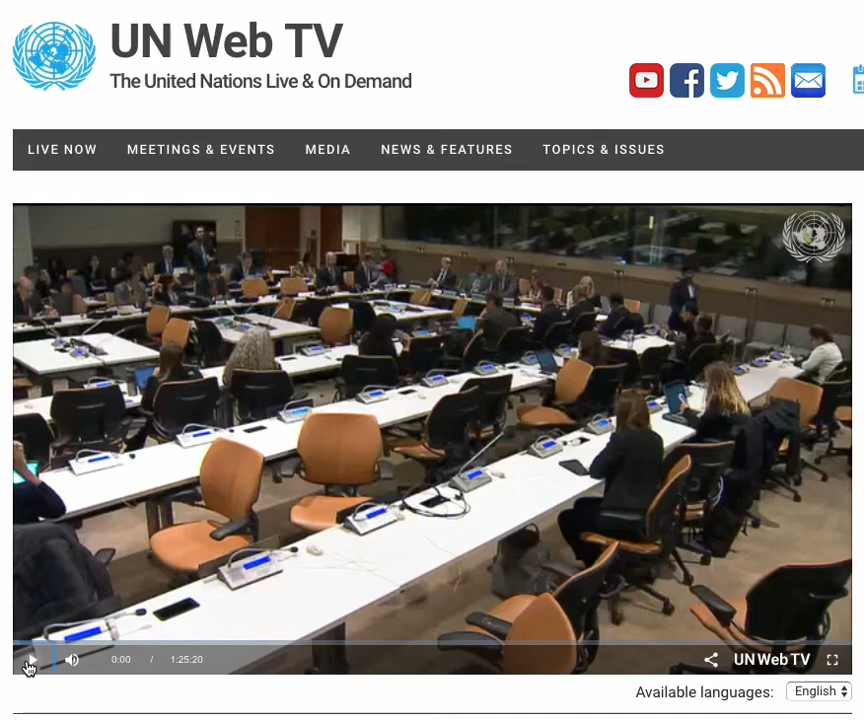 UN Web TV
The United Nations Live & On Demand
LIVE NOW MEETINGS & EVENTS MEDIA NEWS & FEATURES TOPICS & ISSUES
0:00 / 1:25:20 UN Web TV
Available languages: English